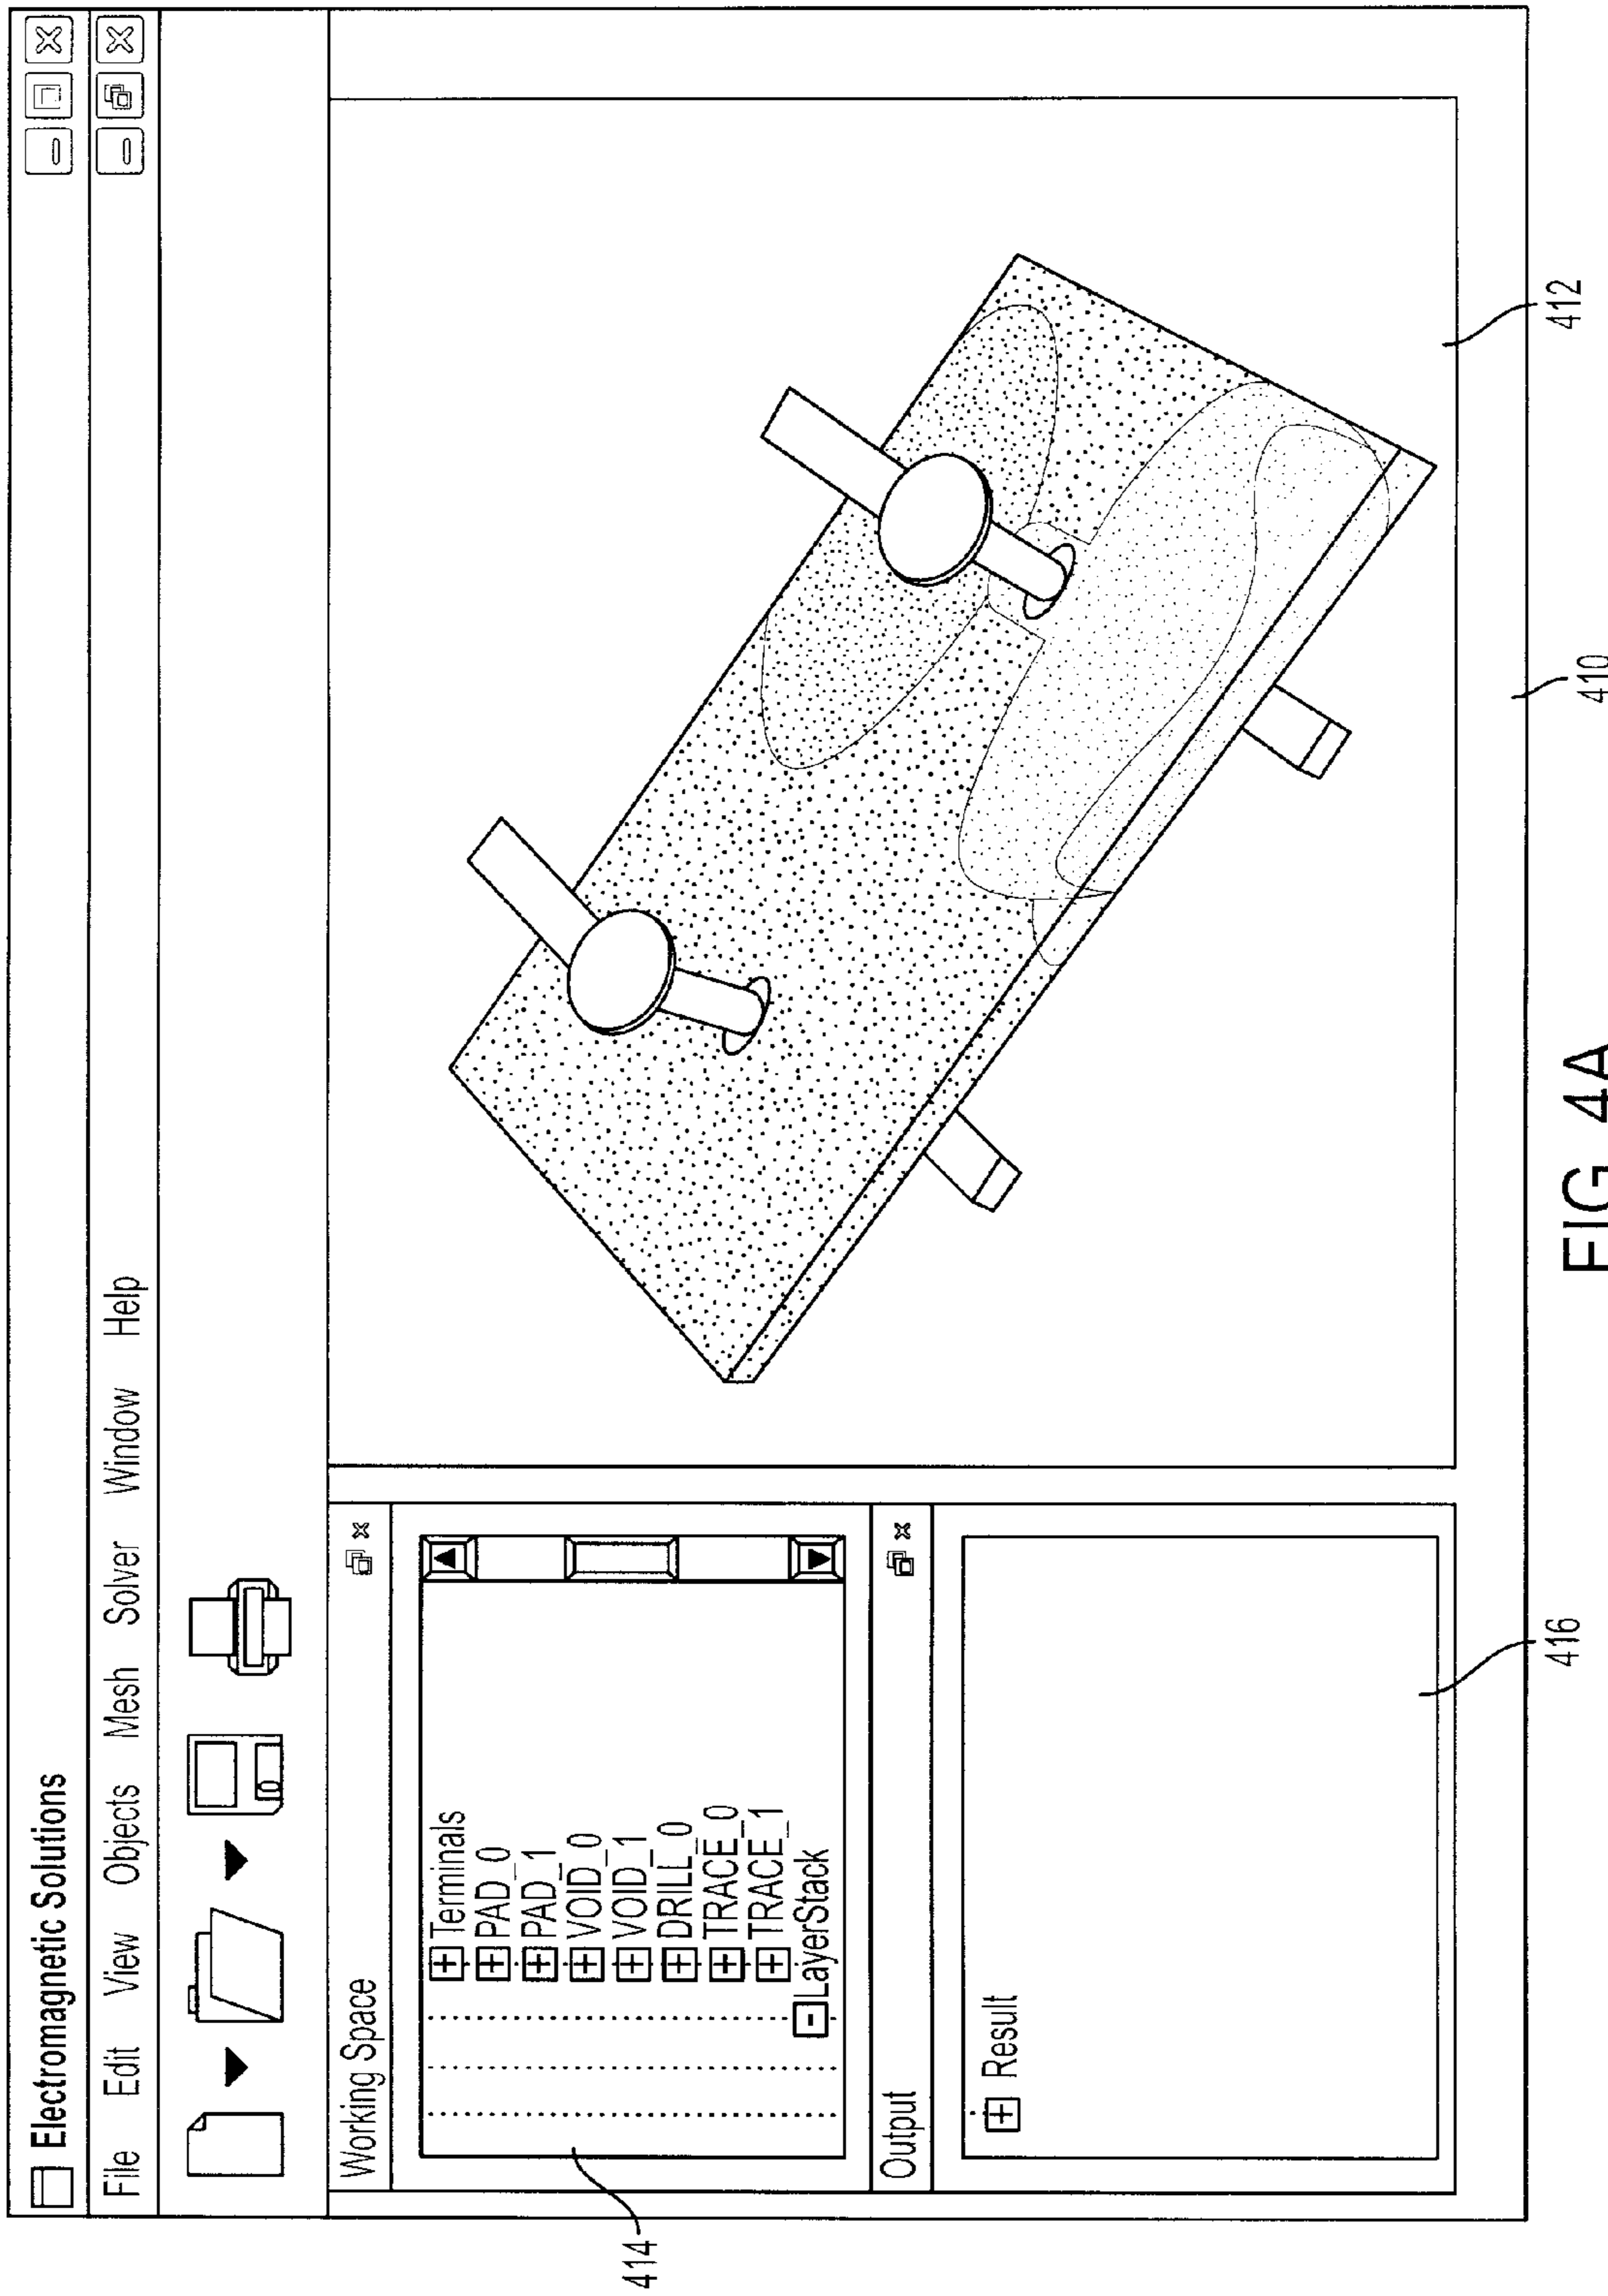 Electromagnetic Solutions
File Edit View Objects Mesh Solver Window Help
Working Space
Terminals
PAD_0
PAD_1
VOID_0
VOID_1
DRILL_0
TRACE_0
TRACE_1
LayerStack
Output
Result
414
416
410
412
FIG. 4A